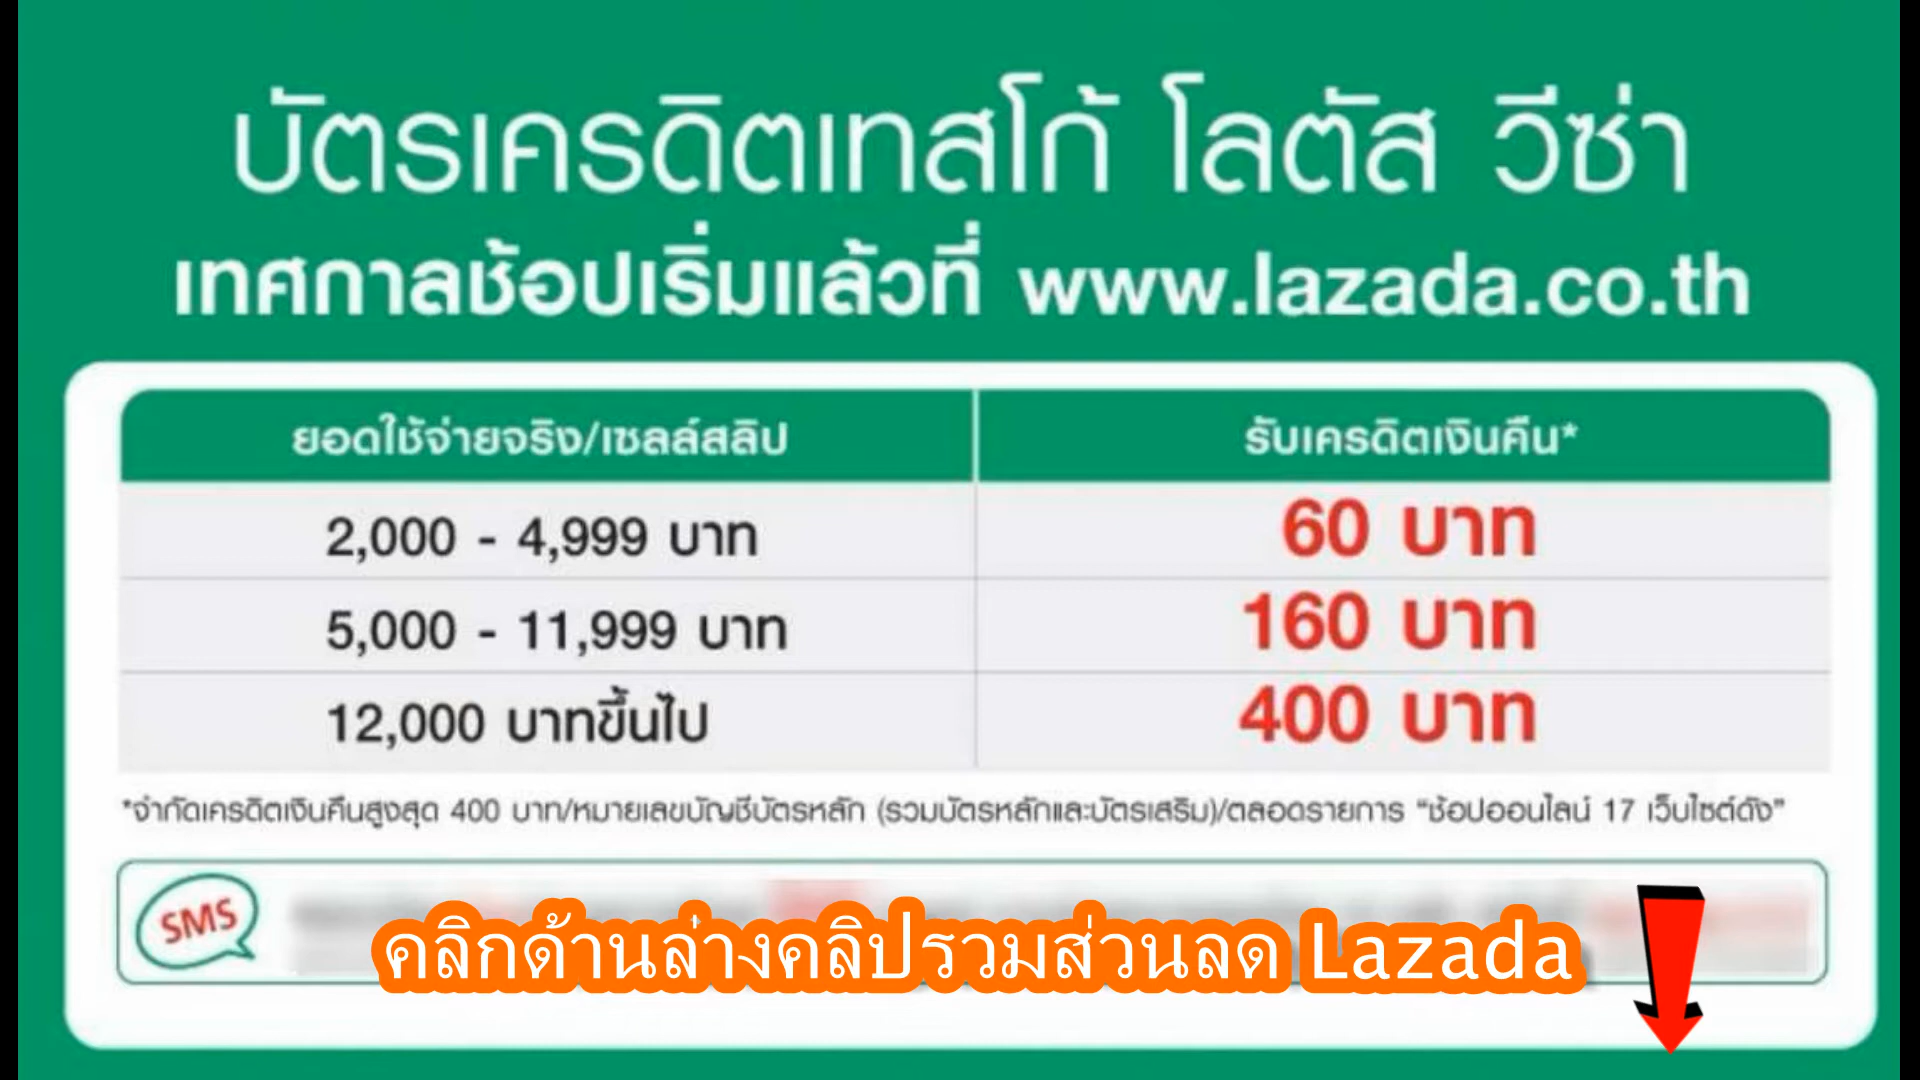 บัตรเครดิตเทสโก้ โลตัส วีซ่า
เทศกาลช้อปเริ่มแล้วที่ www.lazada.co.th
ยอดใช้จ่ายจริง/เซลล์สลิป รับเครดิตเงินคืน*
2,000 - 4,999 บาท 60 บาท
5,000 - 11,999 บาท 160 บาท
12,000 บาทขึ้นไป 400 บาท
*จำกัดเครดิตเงินคืนสูงสุด 400 บาท/หมายเลขบัญชีบัตรหลัก (รวมบัตรหลักและบัตรเสริม)/ตลอดรายการ “ช้อปออนไลน์ 17 เว็บไซต์ดัง”
SMS
คลิกด้านล่างคลิปรวมส่วนลด Lazada